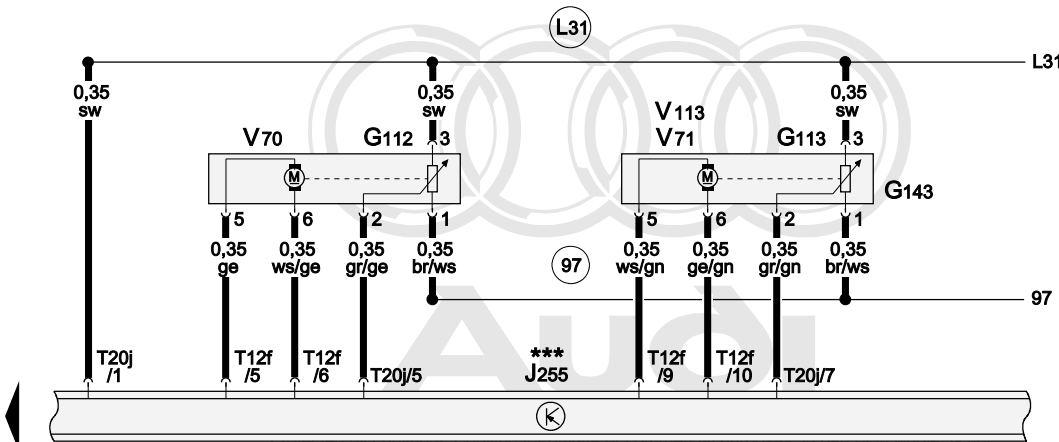 L31
L31
0,35
sw
0,35
sw
0,35
sw
V70
G112
3
V113
V71
G113
3
M
M
G143
5
6
2
1
5
6
2
1
0,35
ge
0,35
ws/ge
0,35
gr/ge
0,35
br/ws
97
0,35
ws/gn
0,35
ge/gn
0,35
gr/gn
0,35
br/ws
97
Audi
T20j
/1
T12f
/5
T12f
/6
T20j/5
***
J255
T12f
/9
T12f
/10
T20j/7